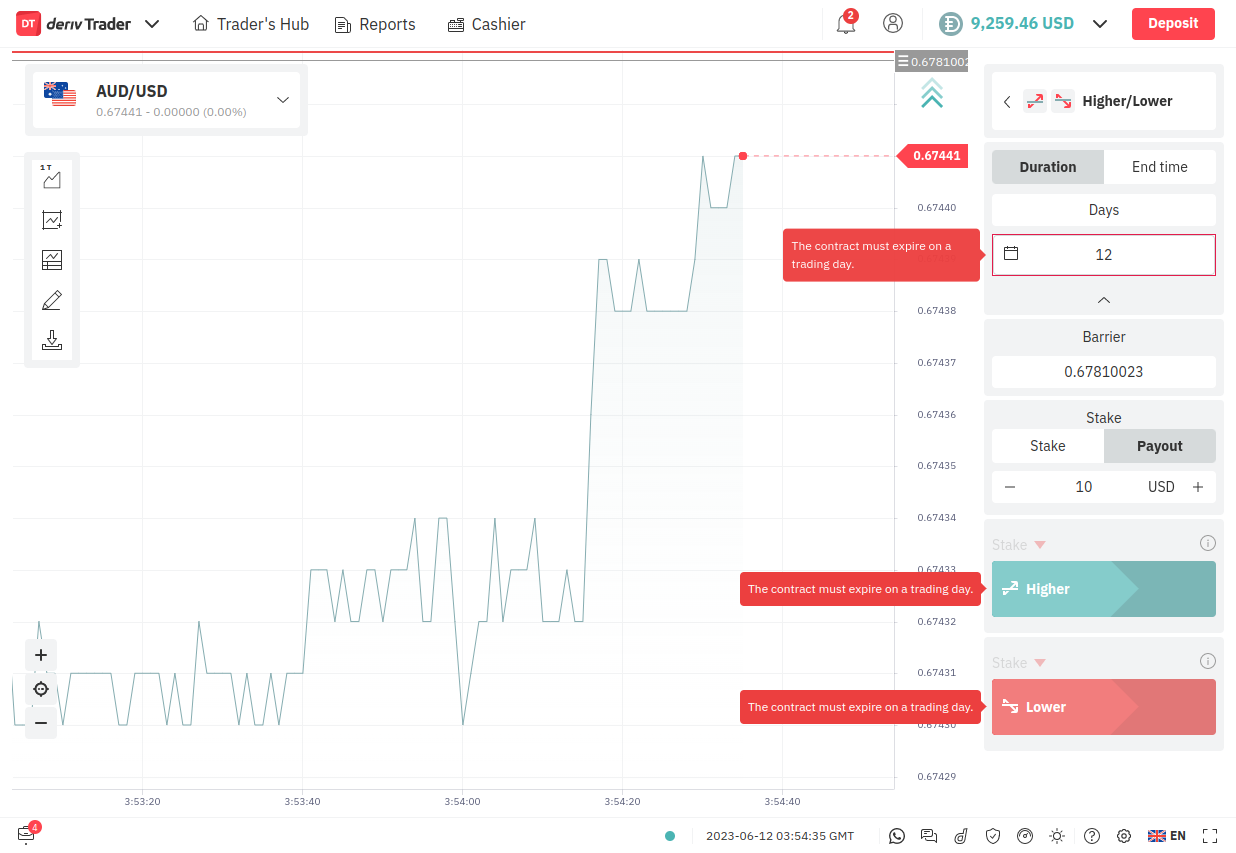 DT deriv Trader
Trader's Hub
Reports
Cashier
2
9,259.46 USD
Deposit
AUD/USD
0.67441 - 0.00000 (0.00%)
1T
0.6781002
0.67441
0.67440
0.67438
0.67437
0.67436
0.67435
0.67434
0.67433
0.67432
0.67431
0.67430
0.67429
3:53:20
3:53:40
3:54:00
3:54:20
3:54:40
Higher/Lower
Duration
End time
Days
12
The contract must expire on a
trading day.
Barrier
0.67810023
Stake
Stake
Payout
10
USD
Stake
Higher
The contract must expire on a trading day.
Stake
Lower
The contract must expire on a trading day.
4
2023-06-12 03:54:35 GMT
EN